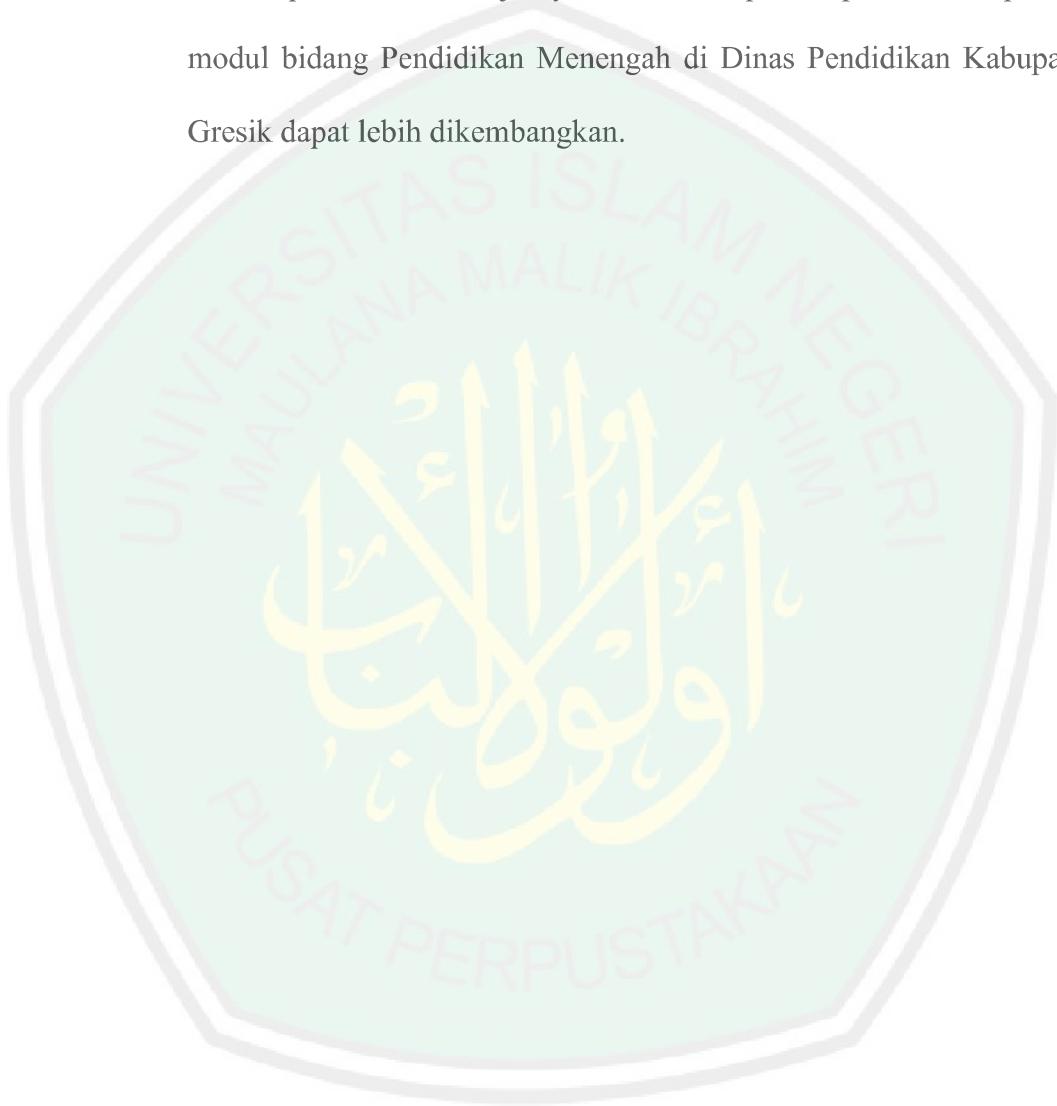 modul bidang Pendidikan Menengah di Dinas Pendidikan
Gresik dapat lebih dikembangkan.
UNIVERSITAS ISLAM NEGERI
MAULANA MALIK IBRAHIM
أولو الألباب
PUSAT PERPUSTAKAAN